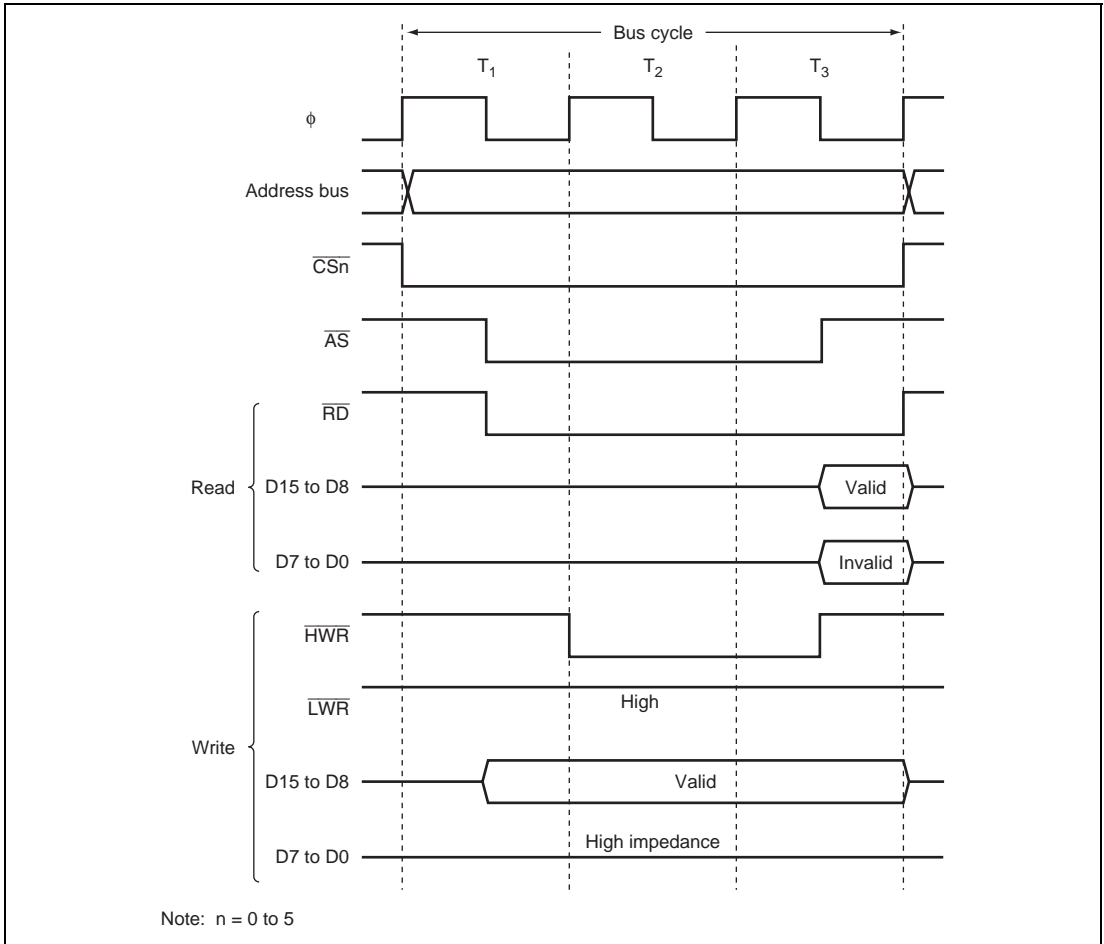 Bus cycle
T1 T2 T3
φ
Address bus
CSn
AS
Read
RD
D15 to D8 Valid
D7 to D0 Invalid
Write
HWR
LWR High
D15 to D8 Valid
D7 to D0 High impedance
Note: n = 0 to 5